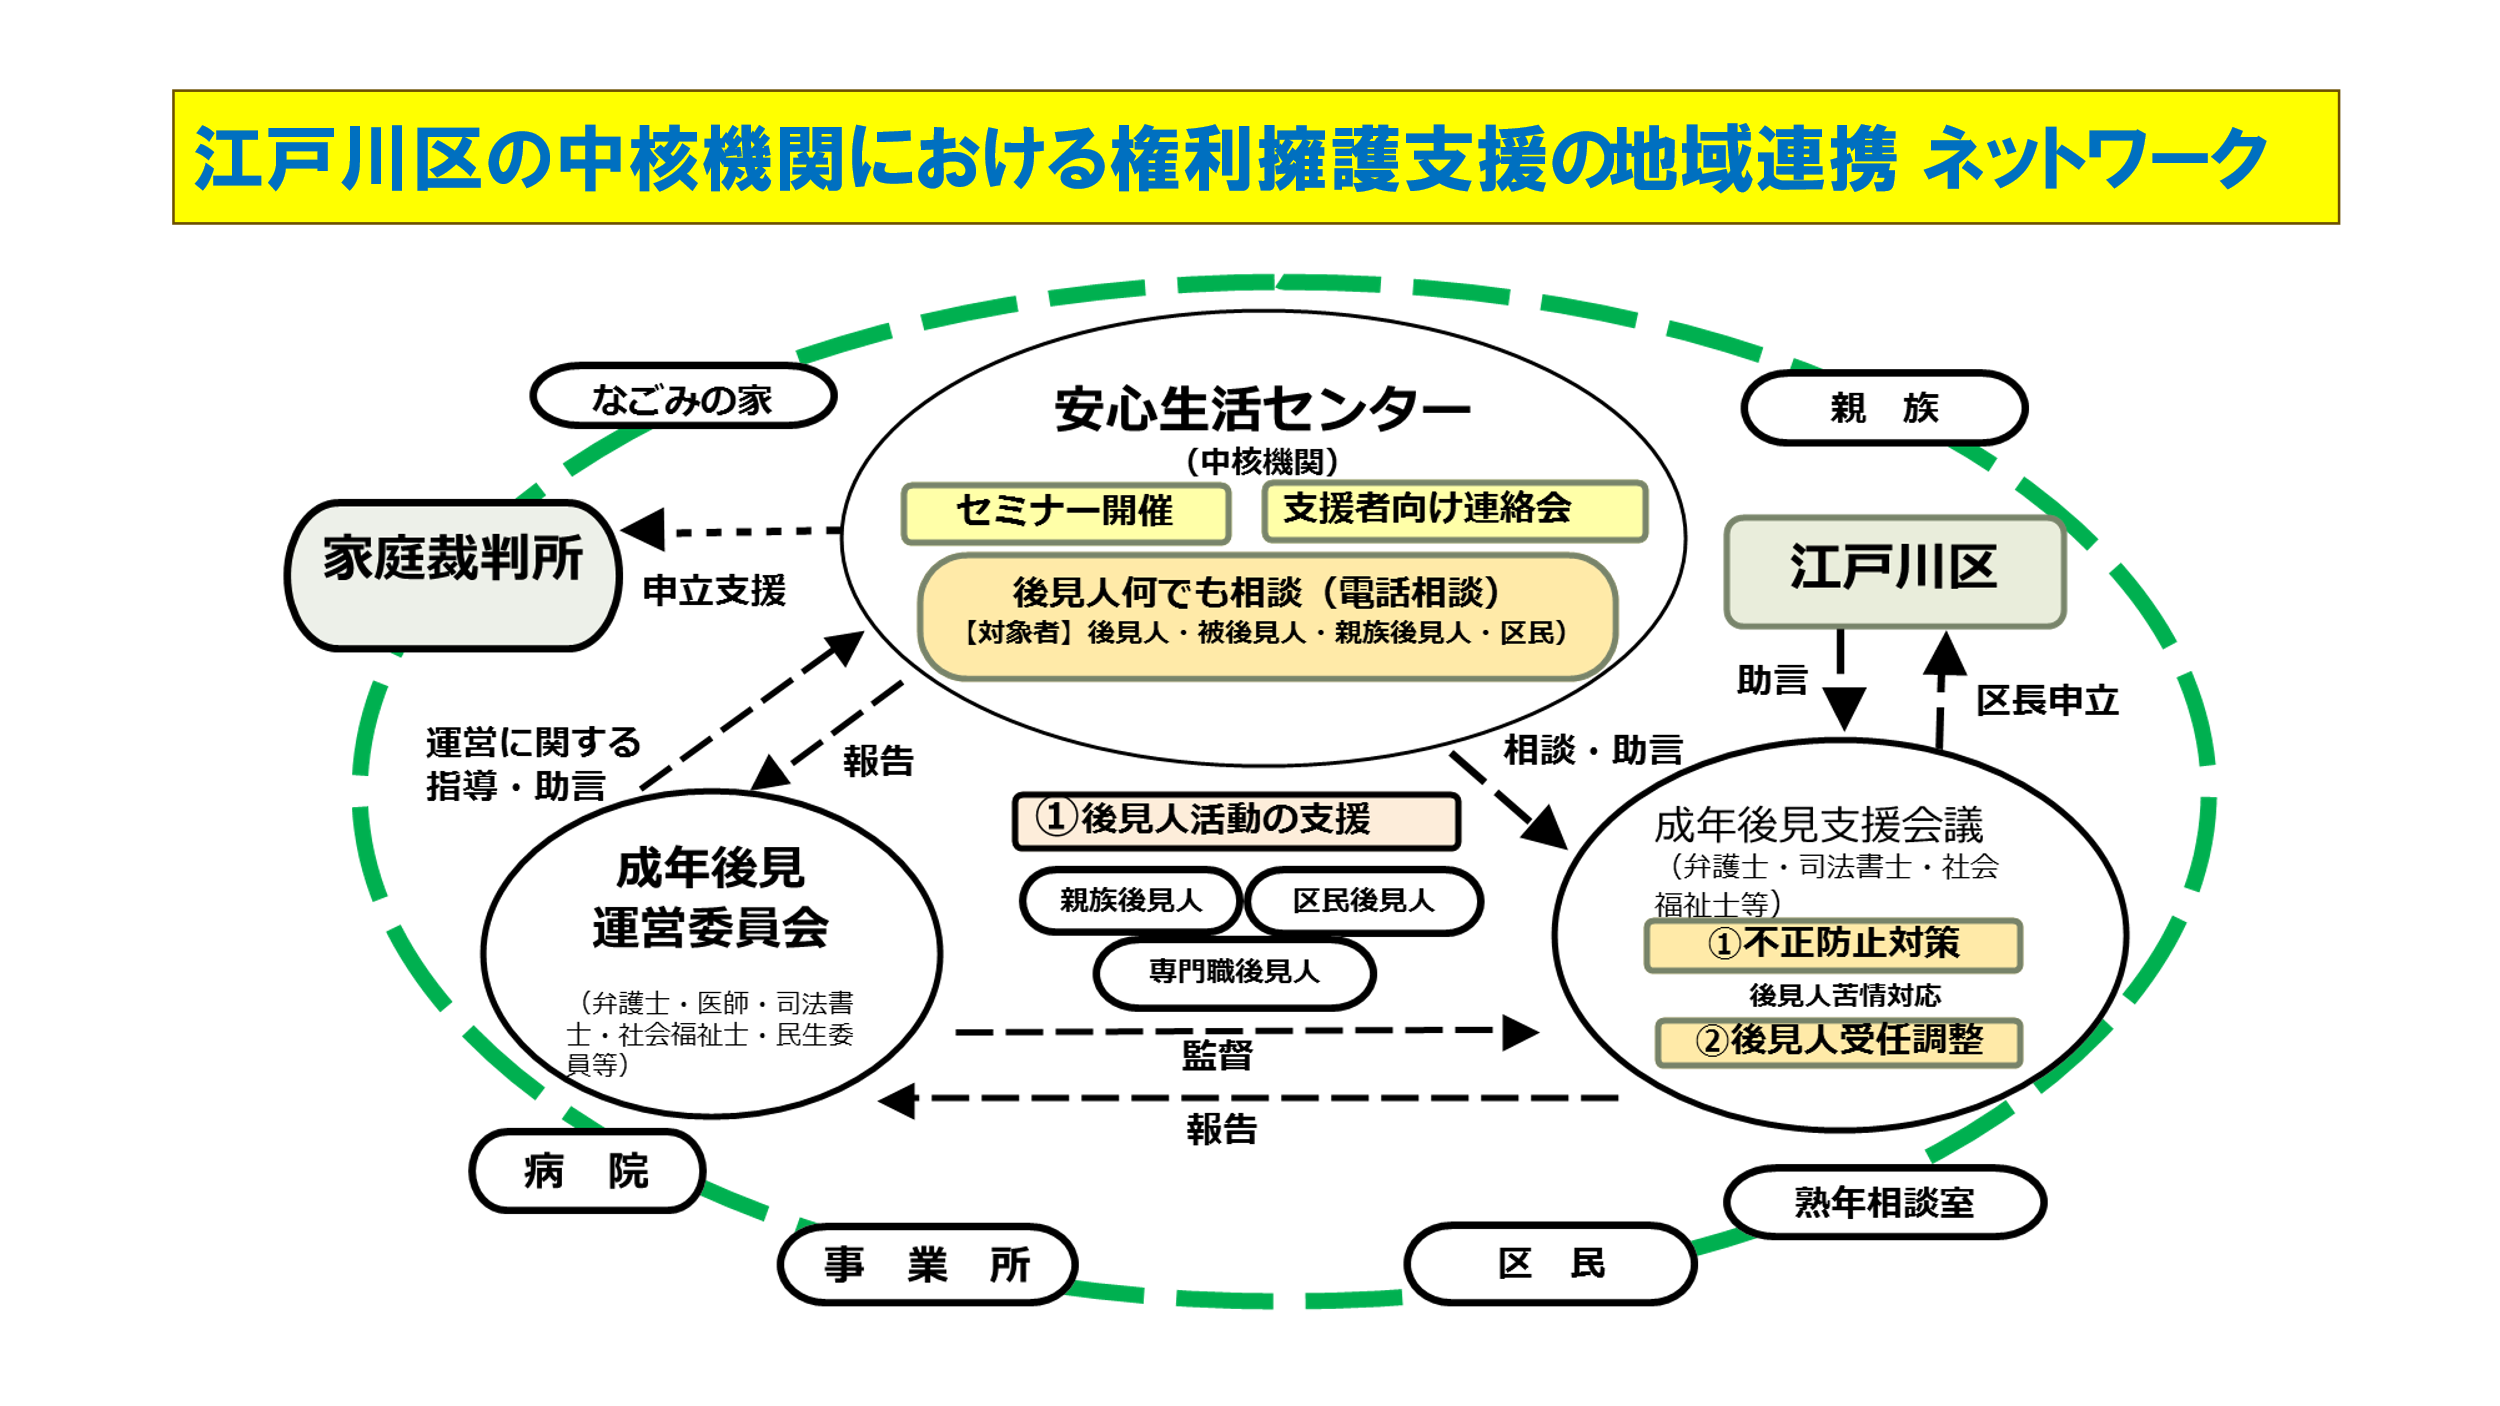 江戸川区の中核機関における権利擁護支援の地域連携 ネットワーク
なごみの家
親　族
安心生活センター
（中核機関）
セミナー開催
支援者向け連絡会
後見人何でも相談（電話相談）
【対象者】後見人・被後見人・親族後見人・区民）
家庭裁判所
申立支援
江戸川区
助言
区長申立
運営に関する
指導・助言
報告
相談・助言
①後見人活動の支援
親族後見人
区民後見人
専門職後見人
成年後見
運営委員会
（弁護士・医師・司法書
士・社会福祉士・民生委
員等）
成年後見支援会議
（弁護士・司法書士・社会
福祉士等）
①不正防止対策
後見人苦情対応
②後見人受任調整
監督
報告
病　院
事　業　所
区　民
熟年相談室